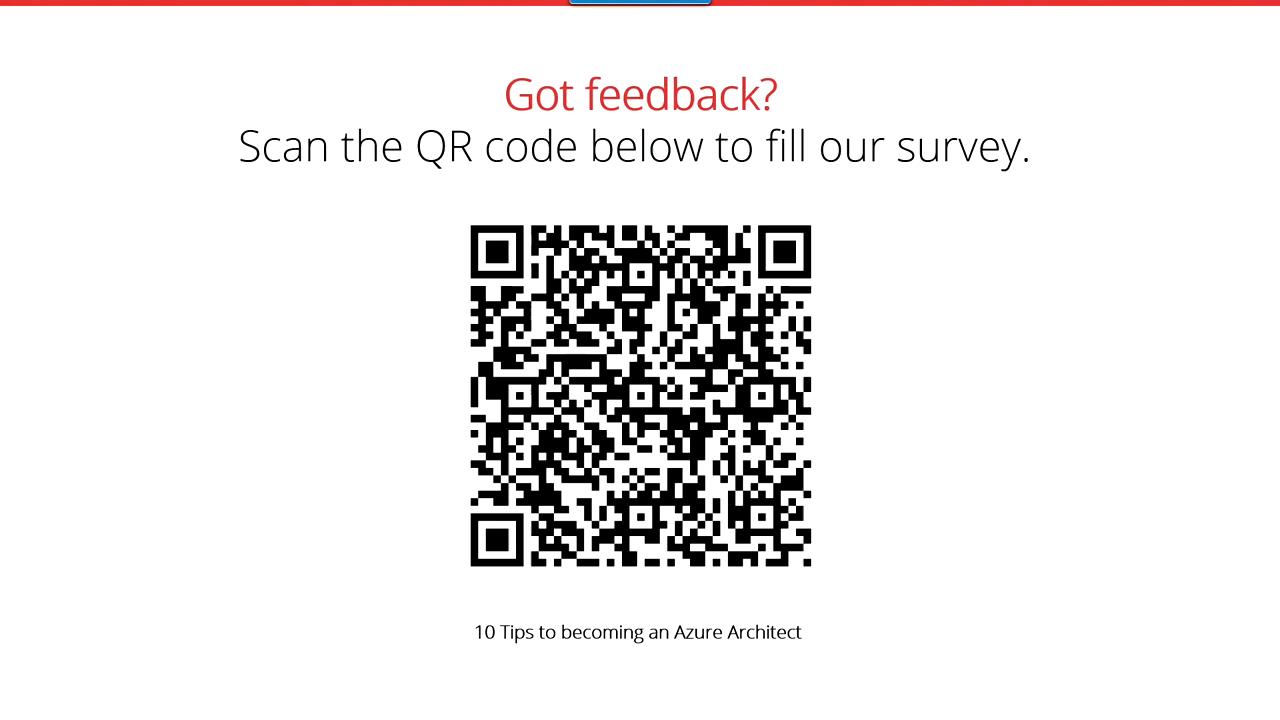 Got feedback?
Scan the QR code below to fill our survey.
10 Tips to becoming an Azure Architect